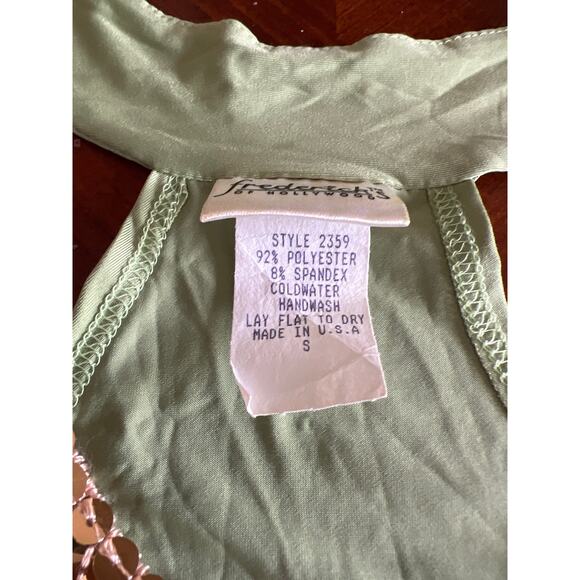 frederick's
OF HOLLYWOOD
STYLE 2359
92% POLYESTER
8% SPANDEX
COLDWATER
HANDWASH
LAY FLAT TO DRY
MADE IN U.S.A
S